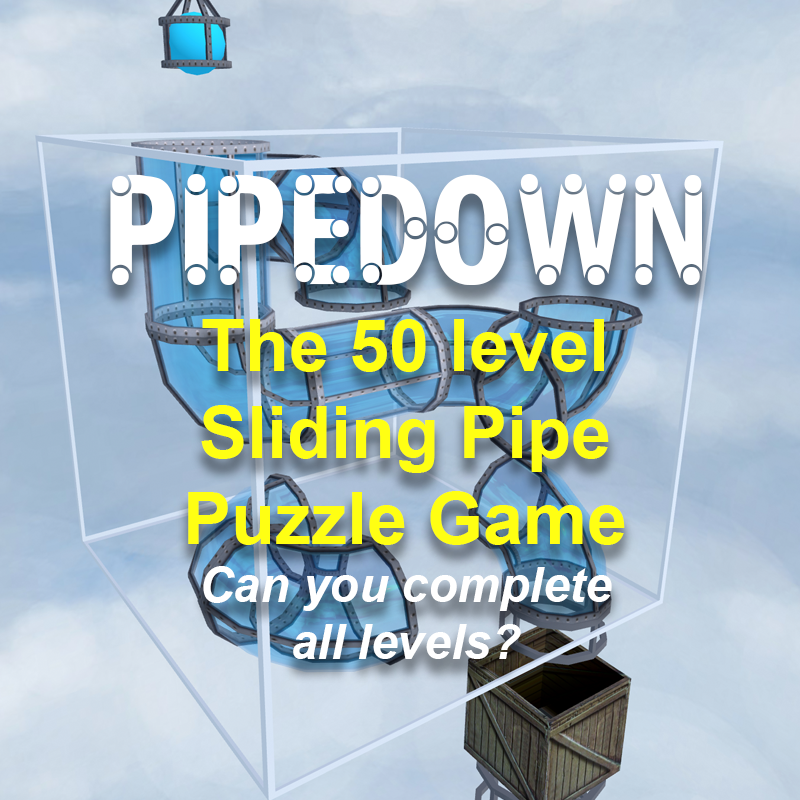 PIPEDOWN
The 50 level
Sliding Pipe
Puzzle Game
Can you complete
all levels?